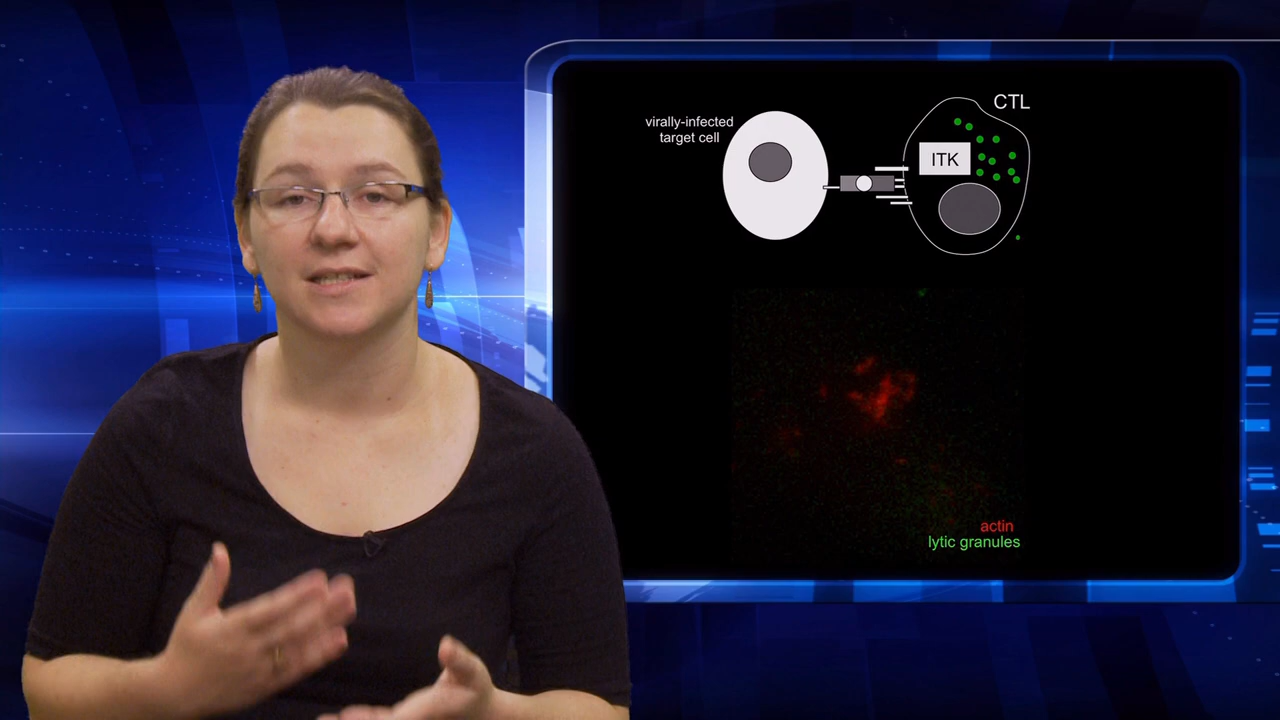 CTL
virally-infected
target cell
ITK
actin
lytic granules